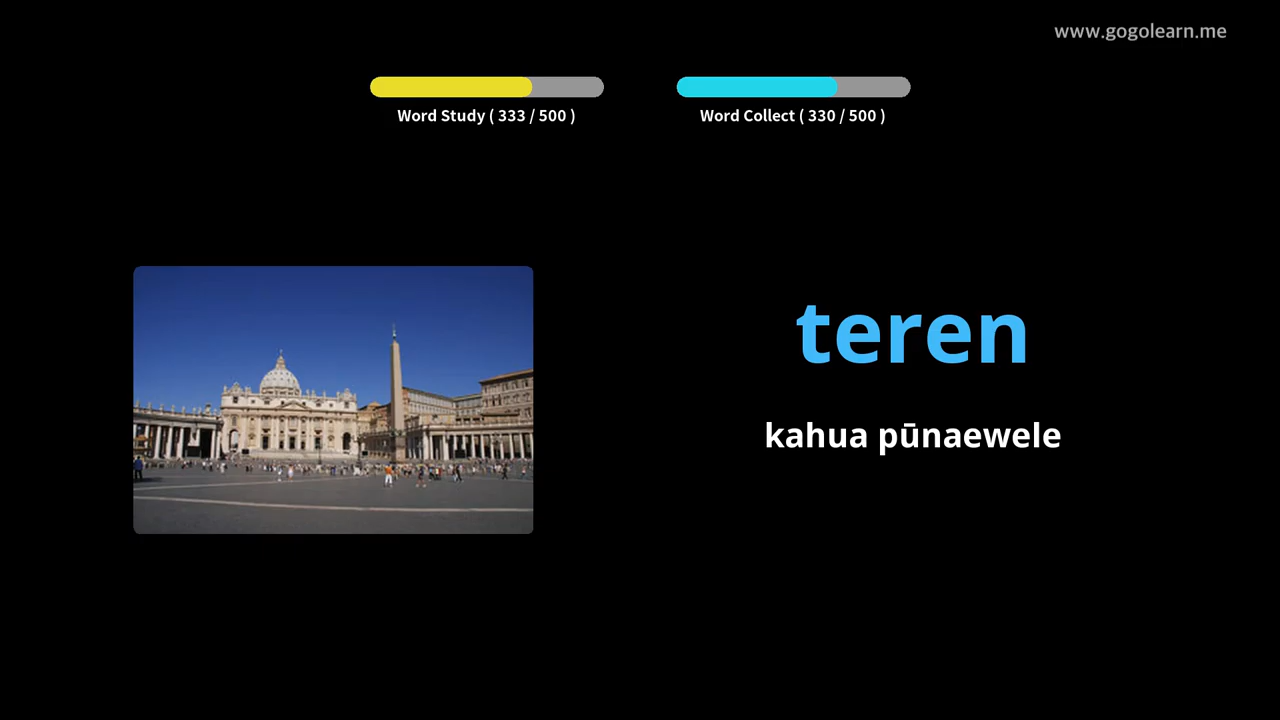 www.gogolearn.me
Word Study ( 333 / 500 )
Word Collect ( 330 / 500 )
teren
kahua pūnaewele